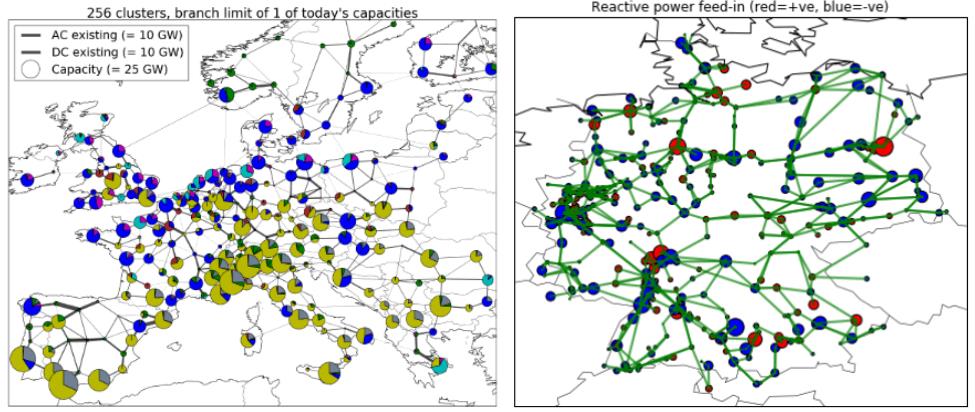 256 clusters, branch limit of 1 of today's capacities
AC existing (= 10 GW)
DC existing (= 10 GW)
Capacity (= 25 GW)
Reactive power feed-in (red=+ve, blue=-ve)